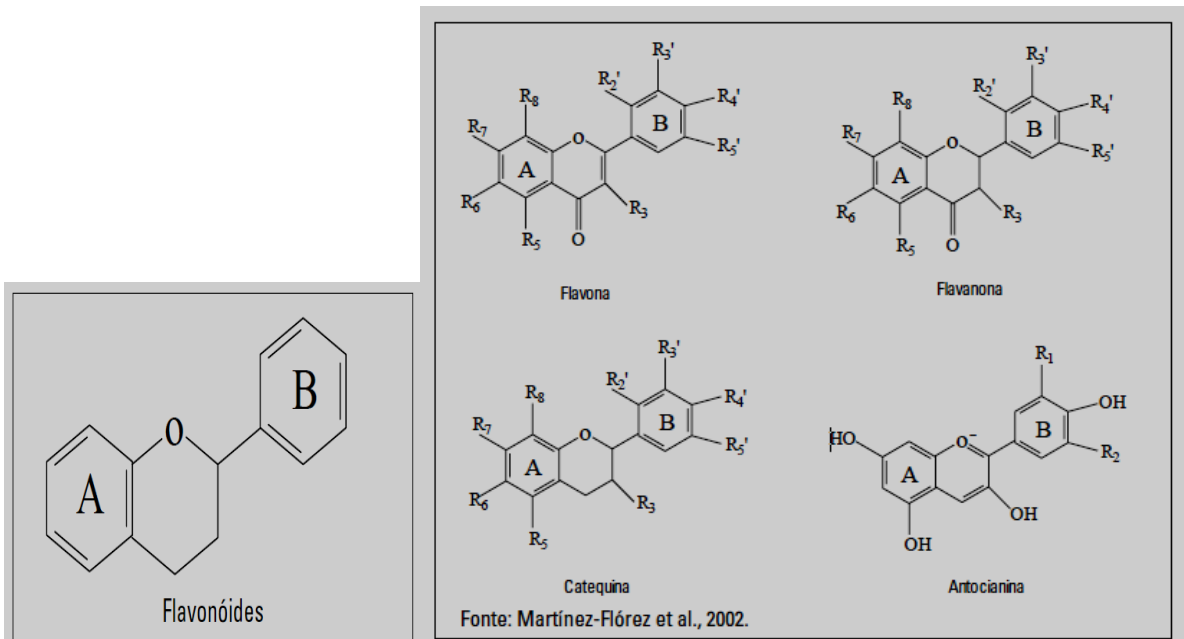 A
O
B
Flavonóides
R3'
R2'
R4'
R8
R7
O
B
R5'
A
R6
R3
R5
O
Flavona
R3'
R2'
R4'
R8
R7
O
B
R5'
A
R6
R3
R5
O
Flavanona
R3'
R2'
R4'
R8
R7
O
B
R5'
A
R6
R3
R5
Catequina
R1
OH
HO
O−
B
R2
A
OH
OH
Antocianina
Fonte: Martínez-Flórez et al., 2002.